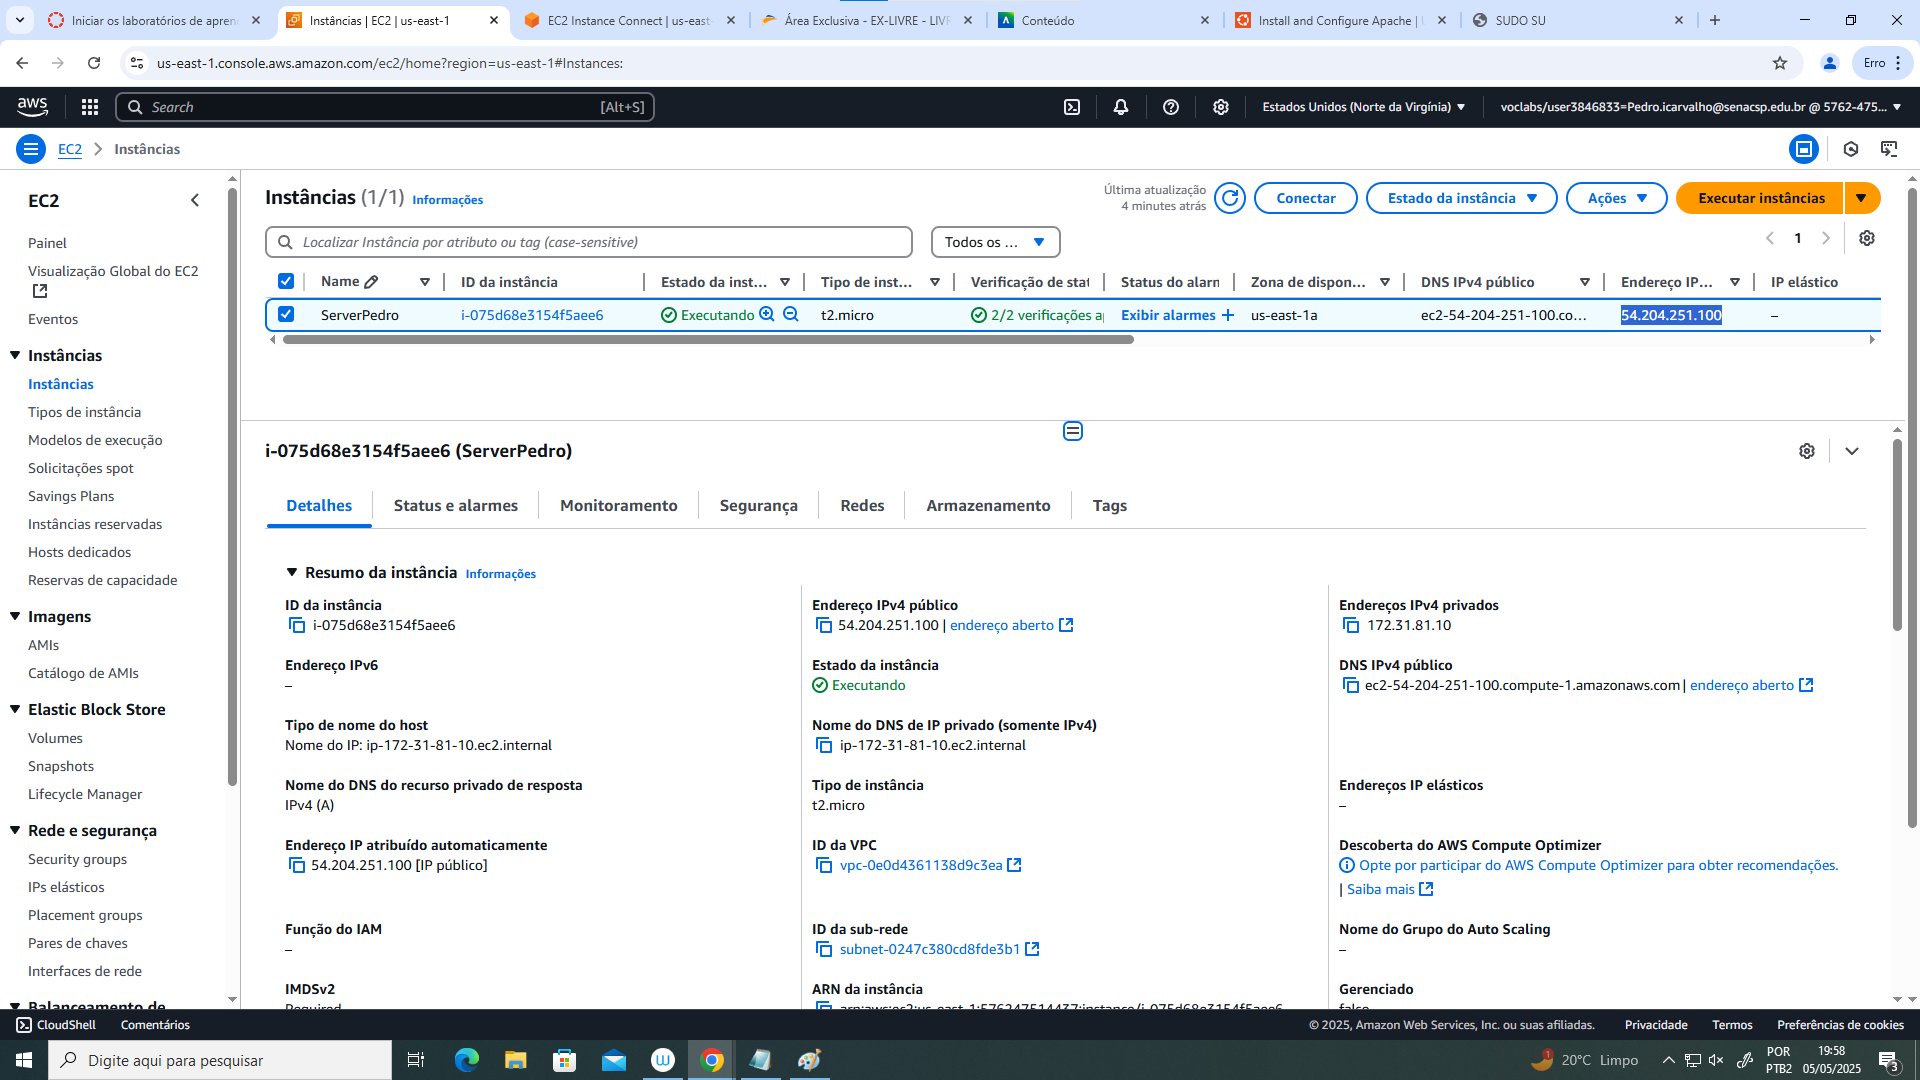 Iniciar os laboratórios de apren
Instâncias | EC2 | us-east-1
EC2 Instance Connect | us-east-
Área Exclusiva - EX-LIVRE - LIVR
Conteúdo
Install and Configure Apache |
SUDO SU
us-east-1.console.aws.amazon.com/ec2/home?region=us-east-1#Instances:
Erro
aws
Search
[Alt+S]
Estados Unidos (Norte da Virgínia)
voclabs/user3846833=Pedro.icarvalho@senacsp.edu.br @ 5762-475...
EC2
Instâncias
EC2
Painel
Visualização Global do EC2
Eventos
Instâncias
Instâncias
Tipos de instância
Modelos de execução
Solicitações spot
Savings Plans
Instâncias reservadas
Hosts dedicados
Reservas de capacidade
Imagens
AMIs
Catálogo de AMIs
Elastic Block Store
Volumes
Snapshots
Lifecycle Manager
Rede e segurança
Security groups
IPs elásticos
Placement groups
Pares de chaves
Interfaces de rede
Balanceamento de
Instâncias (1/1) Informações
Última atualização
4 minutes atrás
Conectar
Estado da instância
Ações
Executar instâncias
Localizar Instância por atributo ou tag (case-sensitive)
Todos os ...
1
Name
ID da instância
Estado da inst...
Tipo de inst...
Verificação de stat
Status do alarn
Zona de dispon...
DNS IPv4 público
Endereço IP...
IP elástico
ServerPedro
i-075d68e3154f5aee6
Executando
t2.micro
2/2 verificações a
Exibir alarmes +
us-east-1a
ec2-54-204-251-100.co...
54.204.251.100
–
i-075d68e3154f5aee6 (ServerPedro)
Detalhes
Status e alarmes
Monitoramento
Segurança
Redes
Armazenamento
Tags
Resumo da instância Informações
ID da instância
i-075d68e3154f5aee6
Endereço IPv4 público
54.204.251.100 | endereço aberto
Endereços IPv4 privados
172.31.81.10
Endereço IPv6
–
Estado da instância
Executando
DNS IPv4 público
ec2-54-204-251-100.compute-1.amazonaws.com | endereço aberto
Tipo de nome do host
Nome do IP: ip-172-31-81-10.ec2.internal
Nome do DNS de IP privado (somente IPv4)
ip-172-31-81-10.ec2.internal
Nome do DNS do recurso privado de resposta
IPv4 (A)
Tipo de instância
t2.micro
Endereços IP elásticos
–
Endereço IP atribuído automaticamente
54.204.251.100 [IP público]
ID da VPC
vpc-0e0d4361138d9c3ea
Descoberta do AWS Compute Optimizer
Opte por participar do AWS Compute Optimizer para obter recomendações.
| Saiba mais
Função do IAM
–
ID da sub-rede
subnet-0247c380cd8fde3b1
Nome do Grupo do Auto Scaling
–
IMDSv2
Required
ARN da instância
arn:aws:ec2:us-east-1:576247514437:instance/i-075d68e3154f5aee6
Gerenciado
false
CloudShell
Comentários
© 2025, Amazon Web Services, Inc. ou suas afiliadas.
Privacidade
Termos
Preferências de cookies
Digite aqui para pesquisar
1
20°C Limpo
POR
PTB2
19:58
05/05/2025
3